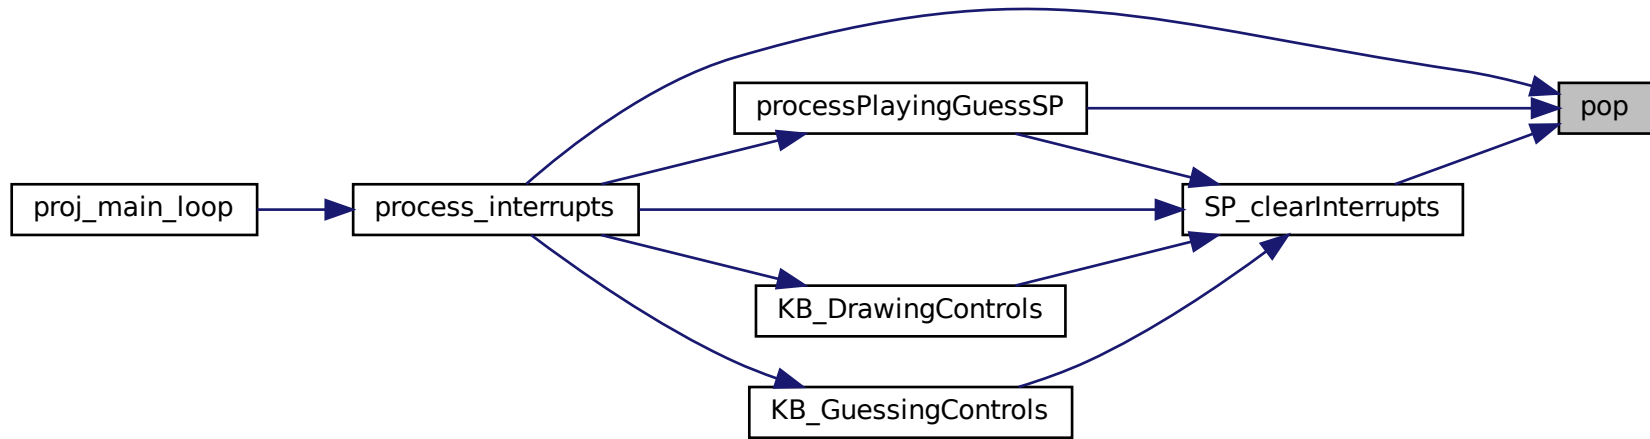 processPlayingGuessSP
pop
proj_main_loop
process_interrupts
SP_clearInterrupts
KB_DrawingControls
KB_GuessingControls